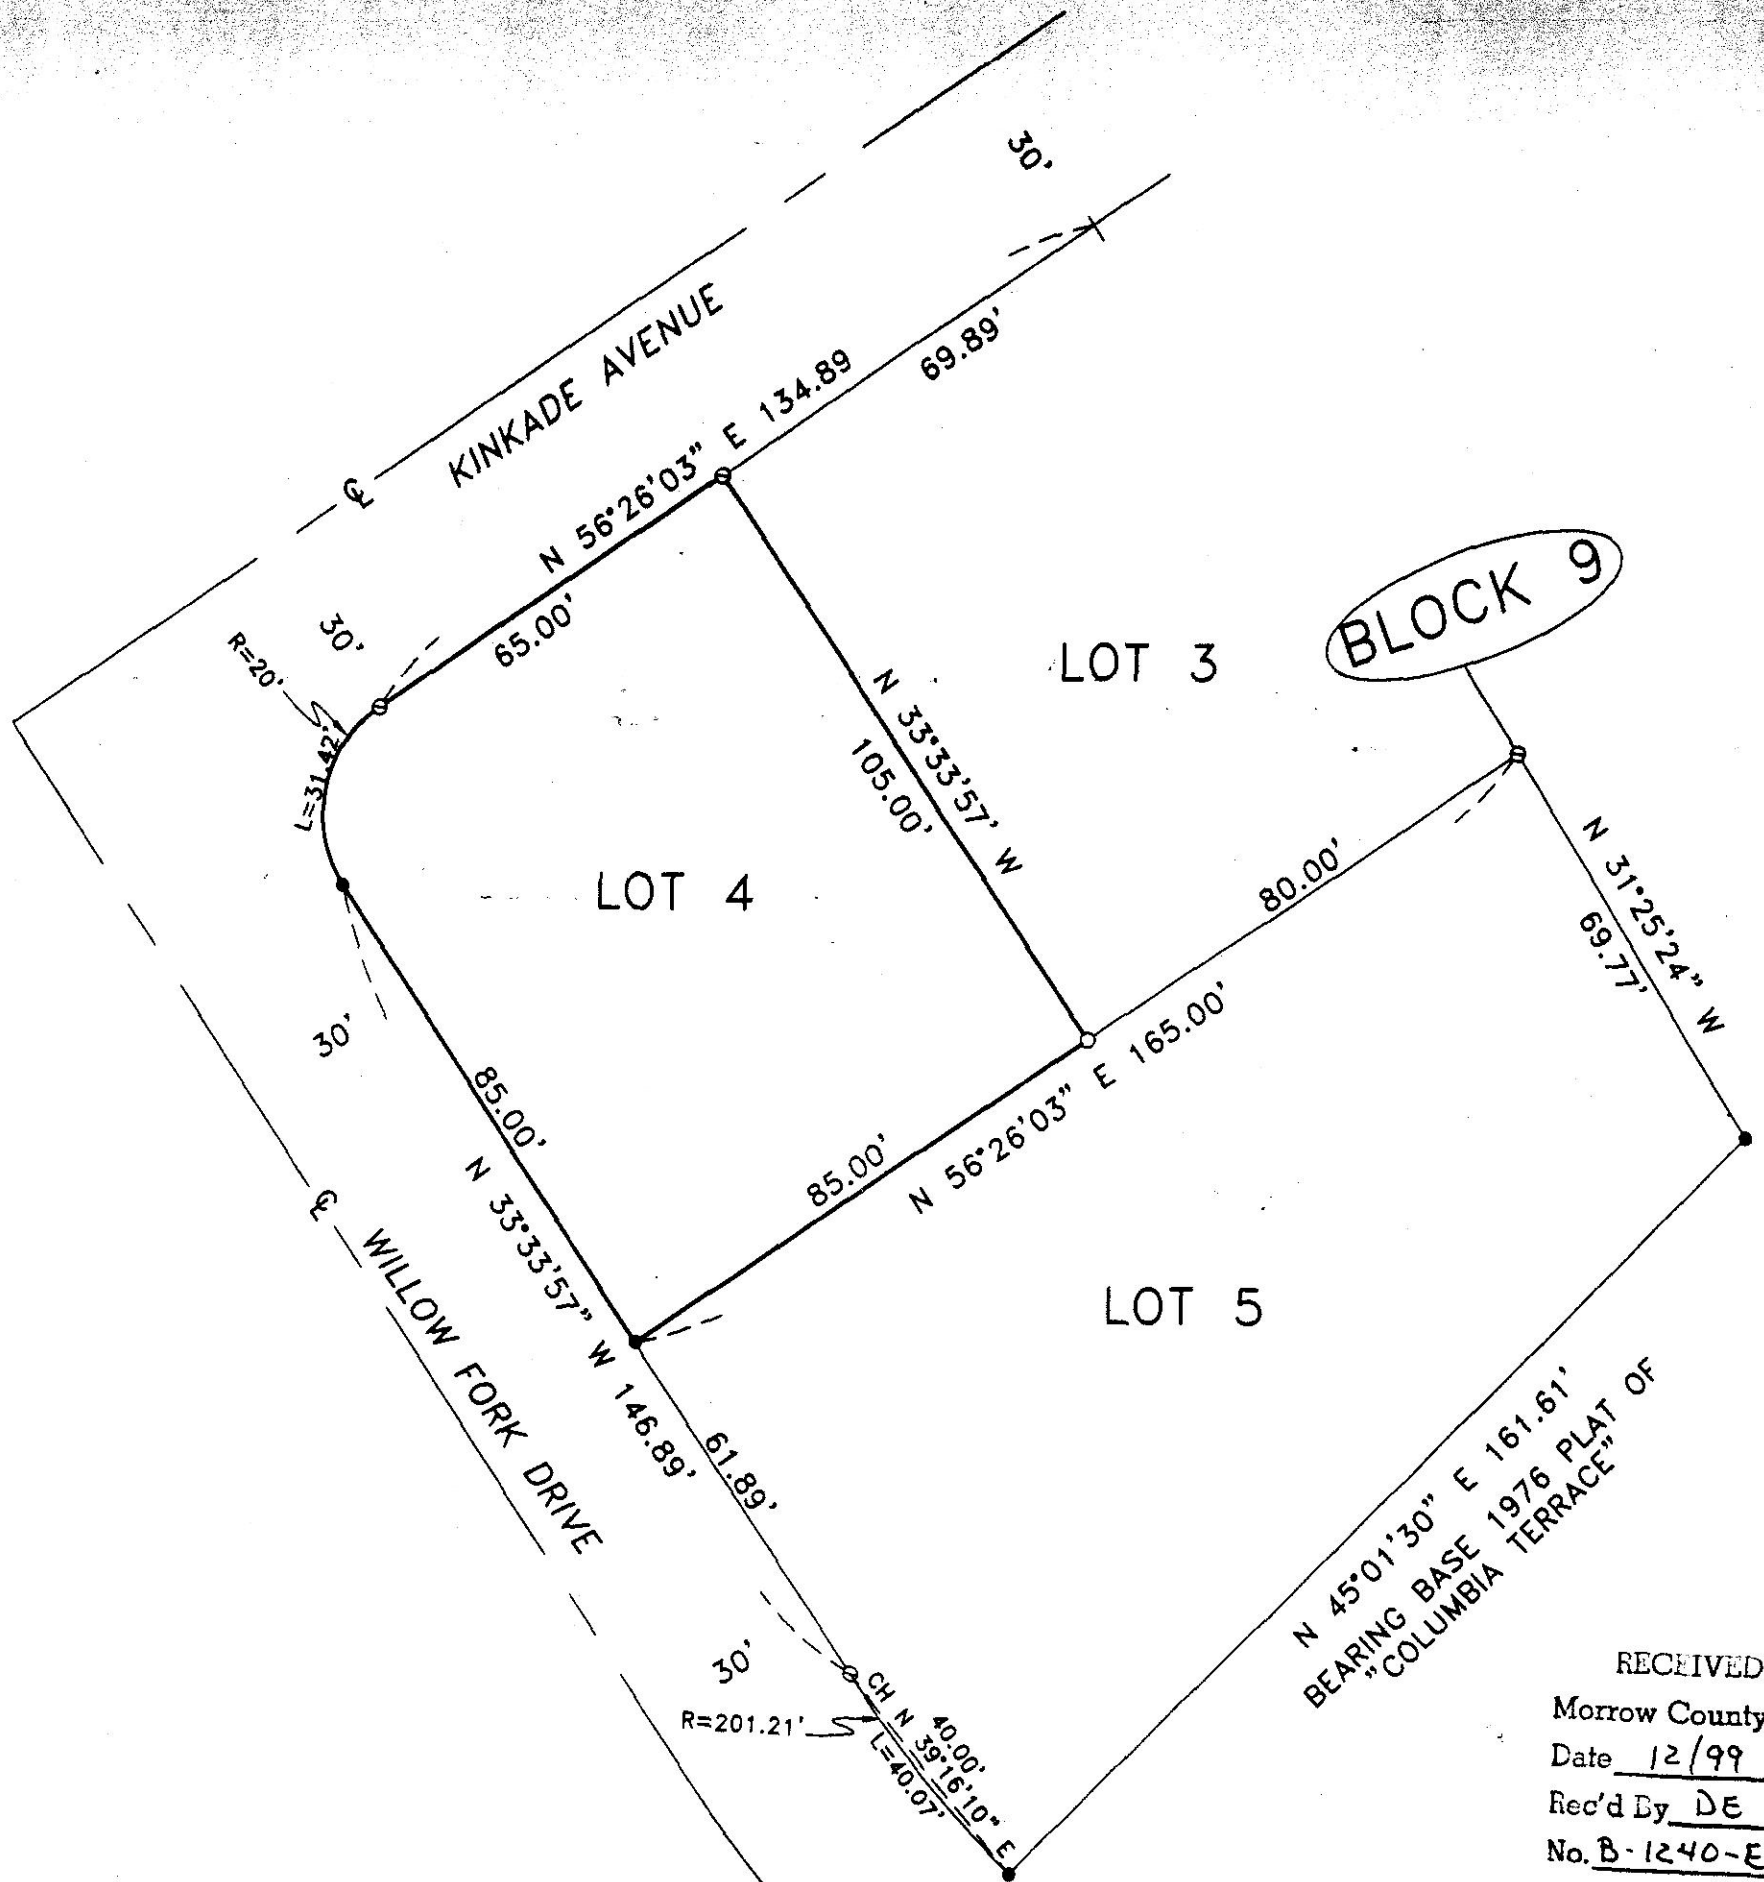 30'
KINKADE AVENUE
N 56°26'03" E 134.89
69.89'
65.00'
30'
R=20'
L=31.42'
BLOCK 9
LOT 3
N 33°33'57' W
105.00'
LOT 4
80.00'
N 31°25'24" W
69.77'
30'
85.00'
N 33°33'57" W 146.89'
85.00'
N 56°26'03" E 165.00'
WILLOW FORK DRIVE
LOT 5
61.89'
30'
R=201.21'
CH N 39°16'10" E
40.00'
L=40.07'
N 45°01'30" E 161.61'
BEARING BASE 1976 PLAT OF
"COLUMBIA TERRACE"
RECEIVED
Morrow County
Date 12/99
Rec'd By DE
No. B-1240-E